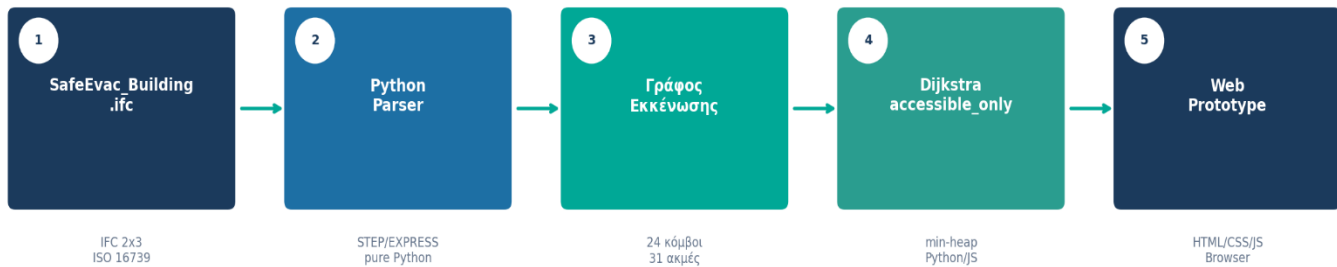 1
SafeEvac_Building
.ifc
IFC 2x3
ISO 16739
2
Python
Parser
STEP/EXPRESS
pure Python
3
Γράφος
Εκκένωσης
24 κόμβοι
31 ακμές
4
Dijkstra
accessible_only
min-heap
Python/JS
5
Web
Prototype
HTML/CSS/JS
Browser